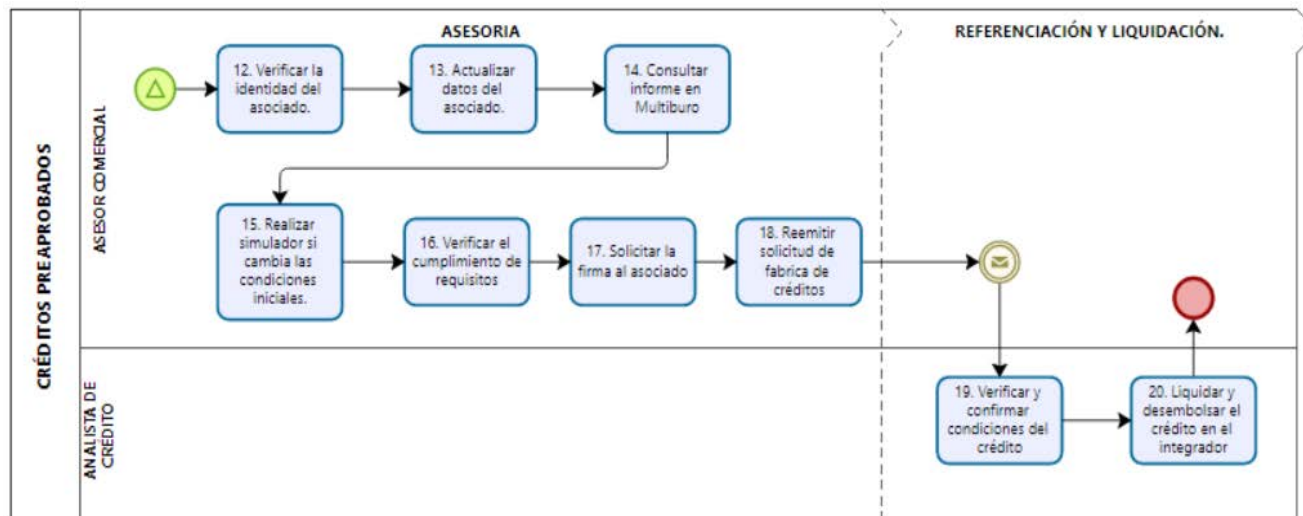 CRÉDITOS PREAPROBADOS
ASESOR COMERCIAL
ASESORIA
REFERENCIACIÓN Y LIQUIDACIÓN.
12. Verificar la
identidad del
asociado.
13. Actualizar
datos del
asociado.
14. Consultar
informe en
Multiburo
15. Realizar
simulador si
cambia las
condiciones
iniciales.
16. Verificar el
cumplimiento de
requisitos
17. Solicitar la
firma al asociado
18. Reemitir
solicitud de
fabrica de
créditos
ANALISTA DE
CRÉDITO
19. Verificar y
confirmar
condiciones del
crédito
20. Liquidar y
desembolsar el
crédito en el
integrador